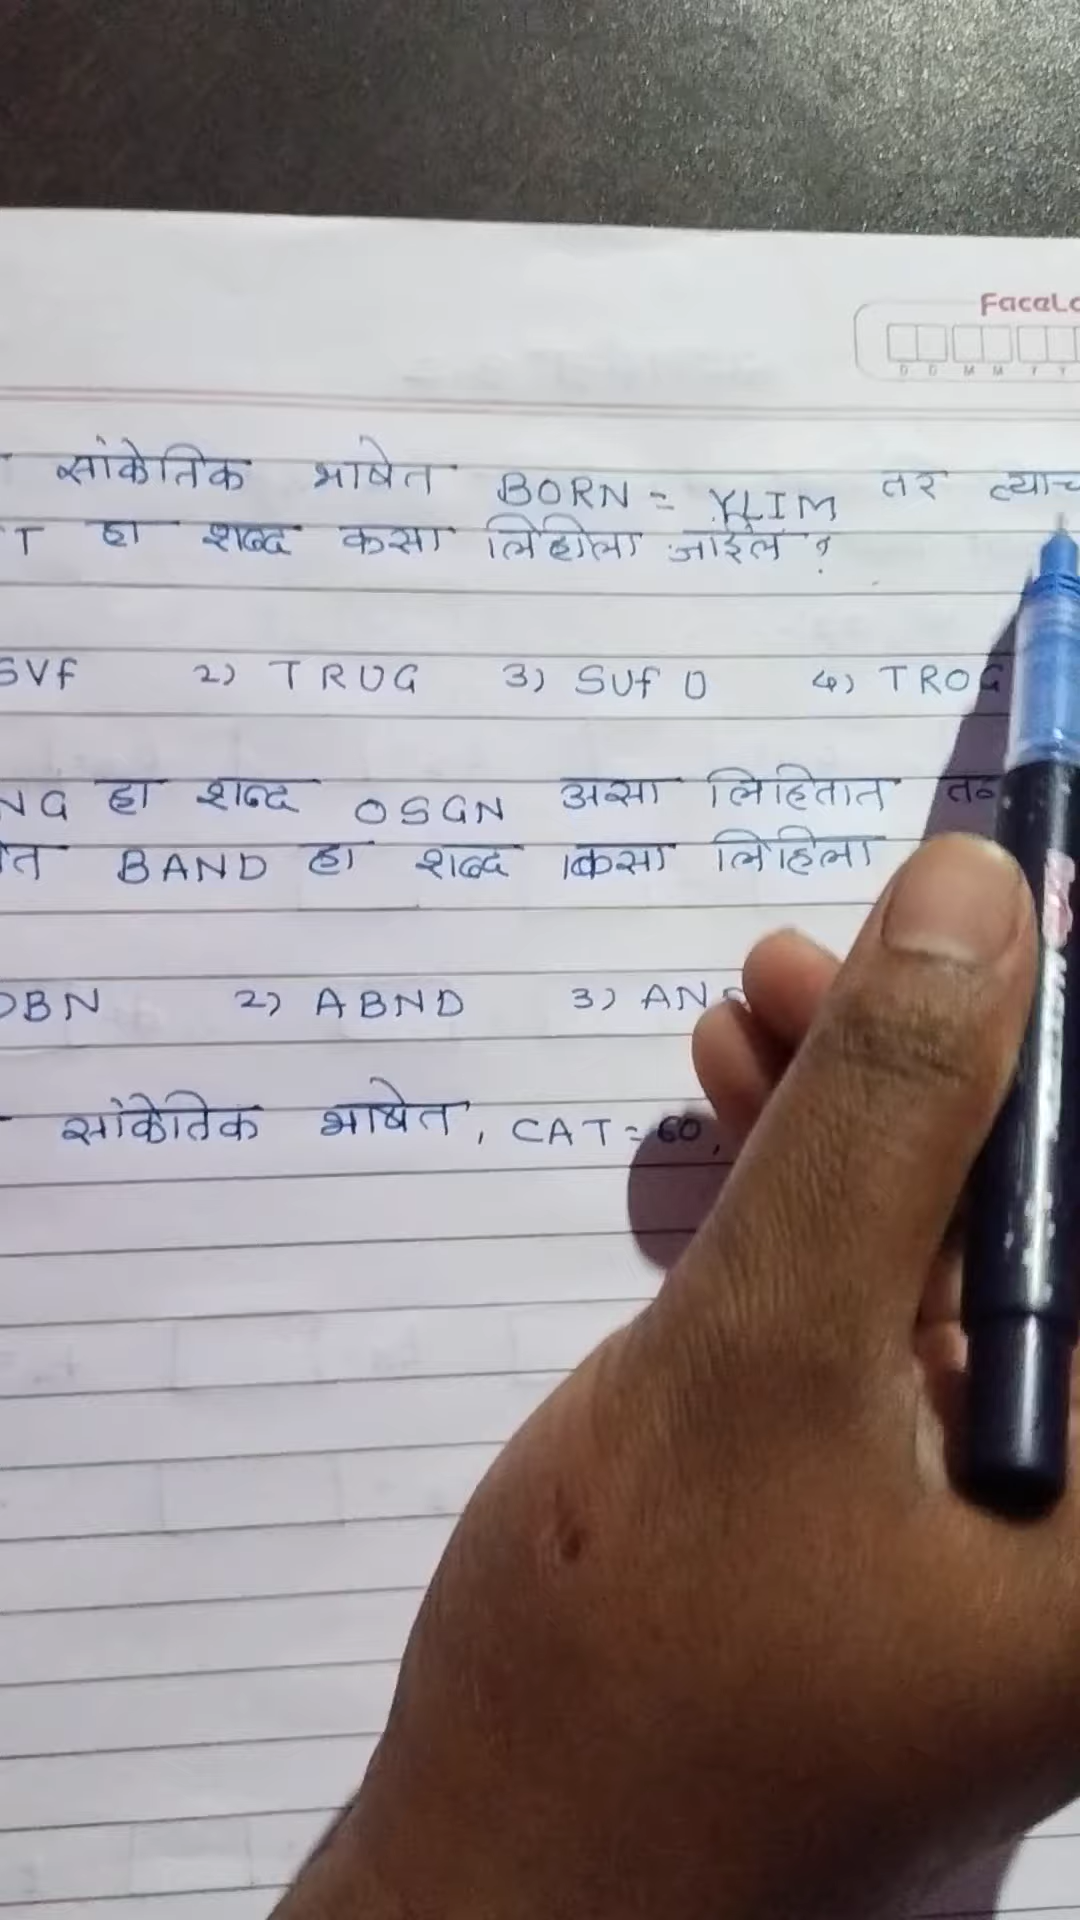 FacaLo
D D M M Y Y
सांकेतिक भाषेत BORN = YLIM तर त्याच
T हा शब्द कसा लिहीला जाईल ?
SVf 2) TRUG 3) SUf U 4) TROG
NG हा शब्द OSGN असा लिहितात
त BAND हा शब्द कसा लिहिला
DBN 2) ABND 3) AN
सांकेतिक भाषेत, CAT = 60,